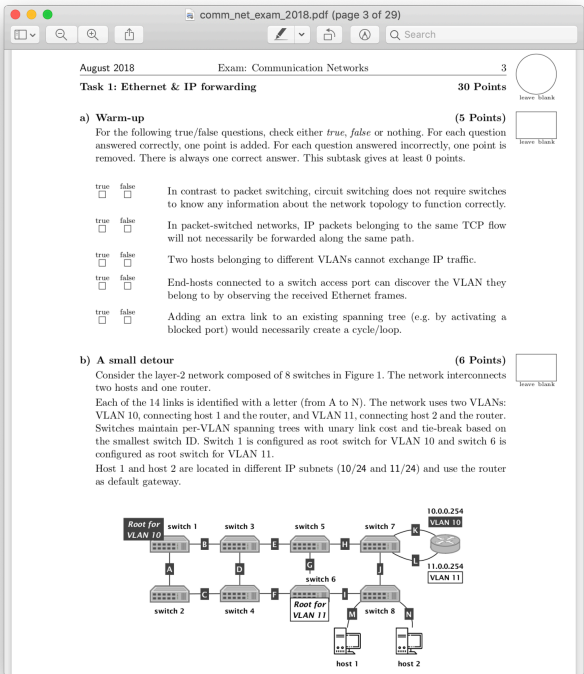 comm_net_exam_2018.pdf (page 3 of 29)
Search
August 2018 Exam: Communication Networks 3
Task 1: Ethernet & IP forwarding 30 Points
leave blank
a) Warm-up (5 Points)
leave blank
For the following true/false questions, check either true, false or nothing. For each question
answered correctly, one point is added. For each question answered incorrectly, one point is
removed. There is always one correct answer. This subtask gives at least 0 points.
true false
In contrast to packet switching, circuit switching does not require switches
to know any information about the network topology to function correctly.
true false
In packet-switched networks, IP packets belonging to the same TCP flow
will not necessarily be forwarded along the same path.
true false
Two hosts belonging to different VLANs cannot exchange IP traffic.
true false
End-hosts connected to a switch access port can discover the VLAN they
belong to by observing the received Ethernet frames.
true false
Adding an extra link to an existing spanning tree (e.g. by activating a
blocked port) would necessarily create a cycle/loop.
b) A small detour (6 Points)
leave blank
Consider the layer-2 network composed of 8 switches in Figure 1. The network interconnects
two hosts and one router.
Each of the 14 links is identified with a letter (from A to N). The network uses two VLANs:
VLAN 10, connecting host 1 and the router, and VLAN 11, connecting host 2 and the router.
Switches maintain per-VLAN spanning trees with unary link cost and tie-break based on
the smallest switch ID. Switch 1 is configured as root switch for VLAN 10 and switch 6 is
configured as root switch for VLAN 11.
Host 1 and host 2 are located in different IP subnets (10/24 and 11/24) and use the router
as default gateway.
10.0.0.254
VLAN 10
Root for
VLAN 10
switch 1 switch 3 switch 5 switch 7
K
B E H
L
11.0.0.254
VLAN 11
A D G J
switch 6
C F I
Root for
VLAN 11
switch 2 switch 4 switch 8
M N
host 1 host 2